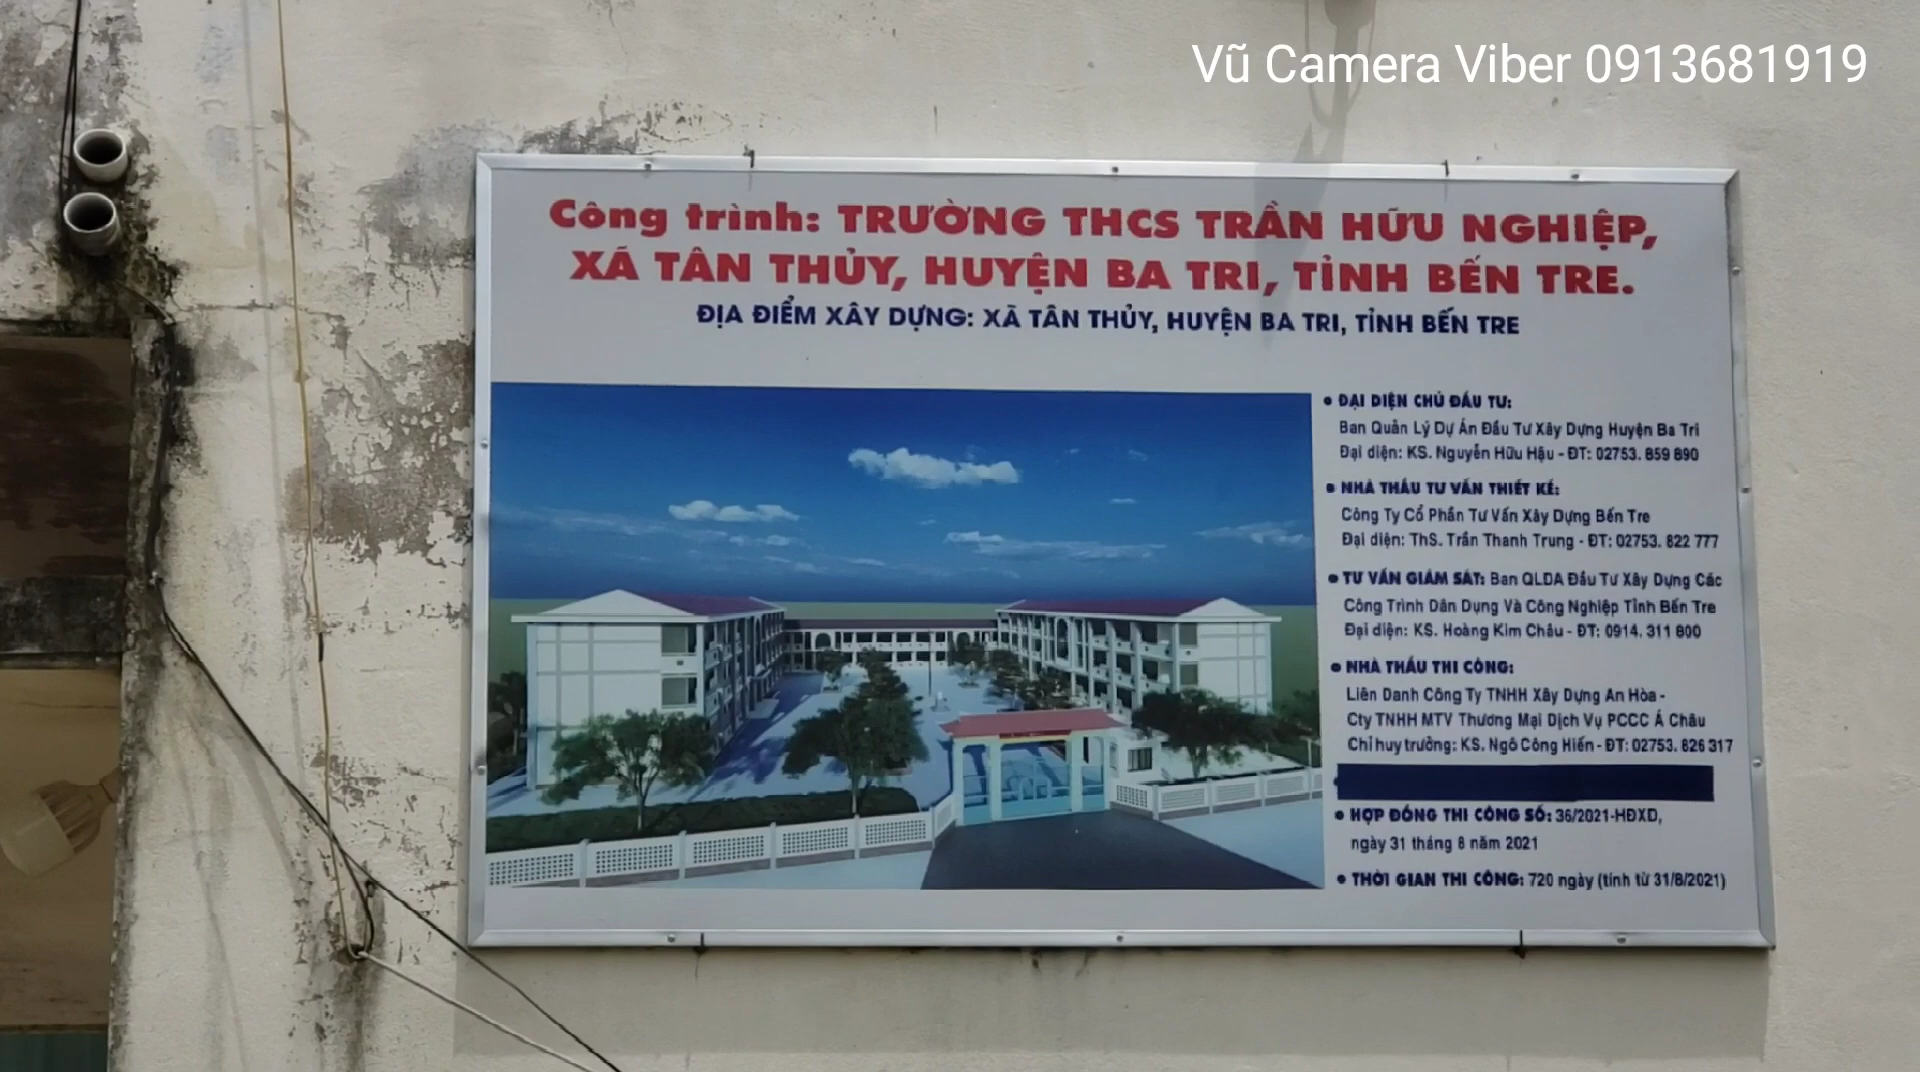 Vũ Camera Viber 0913681919
Công trình: TRƯỜNG THCS TRẦN HỮU NGHIỆP,
XÃ TÂN THỦY, HUYỆN BA TRI, TỈNH BẾN TRE.
ĐỊA ĐIỂM XÂY DỰNG: XÃ TÂN THỦY, HUYỆN BA TRI, TỈNH BẾN TRE
• ĐẠI DIỆN CHỦ ĐẦU TƯ:
Ban Quản Lý Dự Án Đầu Tư Xây Dựng Huyện Ba Tri
Đại diện: KS. Nguyễn Hữu Hậu - ĐT: 02753. 859 890
• NHÀ THẦU TƯ VẤN THIẾT KẾ:
Công Ty Cổ Phần Tư Vấn Xây Dựng Bến Tre
Đại diện: ThS. Trần Thanh Trung - ĐT: 02753. 822 777
• TƯ VẤN GIÁM SÁT: Ban QLDA Đầu Tư Xây Dựng Các
Công Trình Dân Dụng Và Công Nghiệp Tỉnh Bến Tre
Đại diện: KS. Hoàng Kim Châu - ĐT: 0914. 311 800
• NHÀ THẦU THI CÔNG:
Liên Danh Công Ty TNHH Xây Dựng An Hòa -
Cty TNHH MTV Thương Mại Dịch Vụ PCCC Á Châu
Chỉ huy trưởng: KS. Ngô Công Hiến - ĐT: 02753. 826 317
• HỢP ĐỒNG THI CÔNG SỐ: 36/2021-HĐXD,
ngày 31 tháng 8 năm 2021
• THỜI GIAN THI CÔNG: 720 ngày (tính từ 31/8/2021)